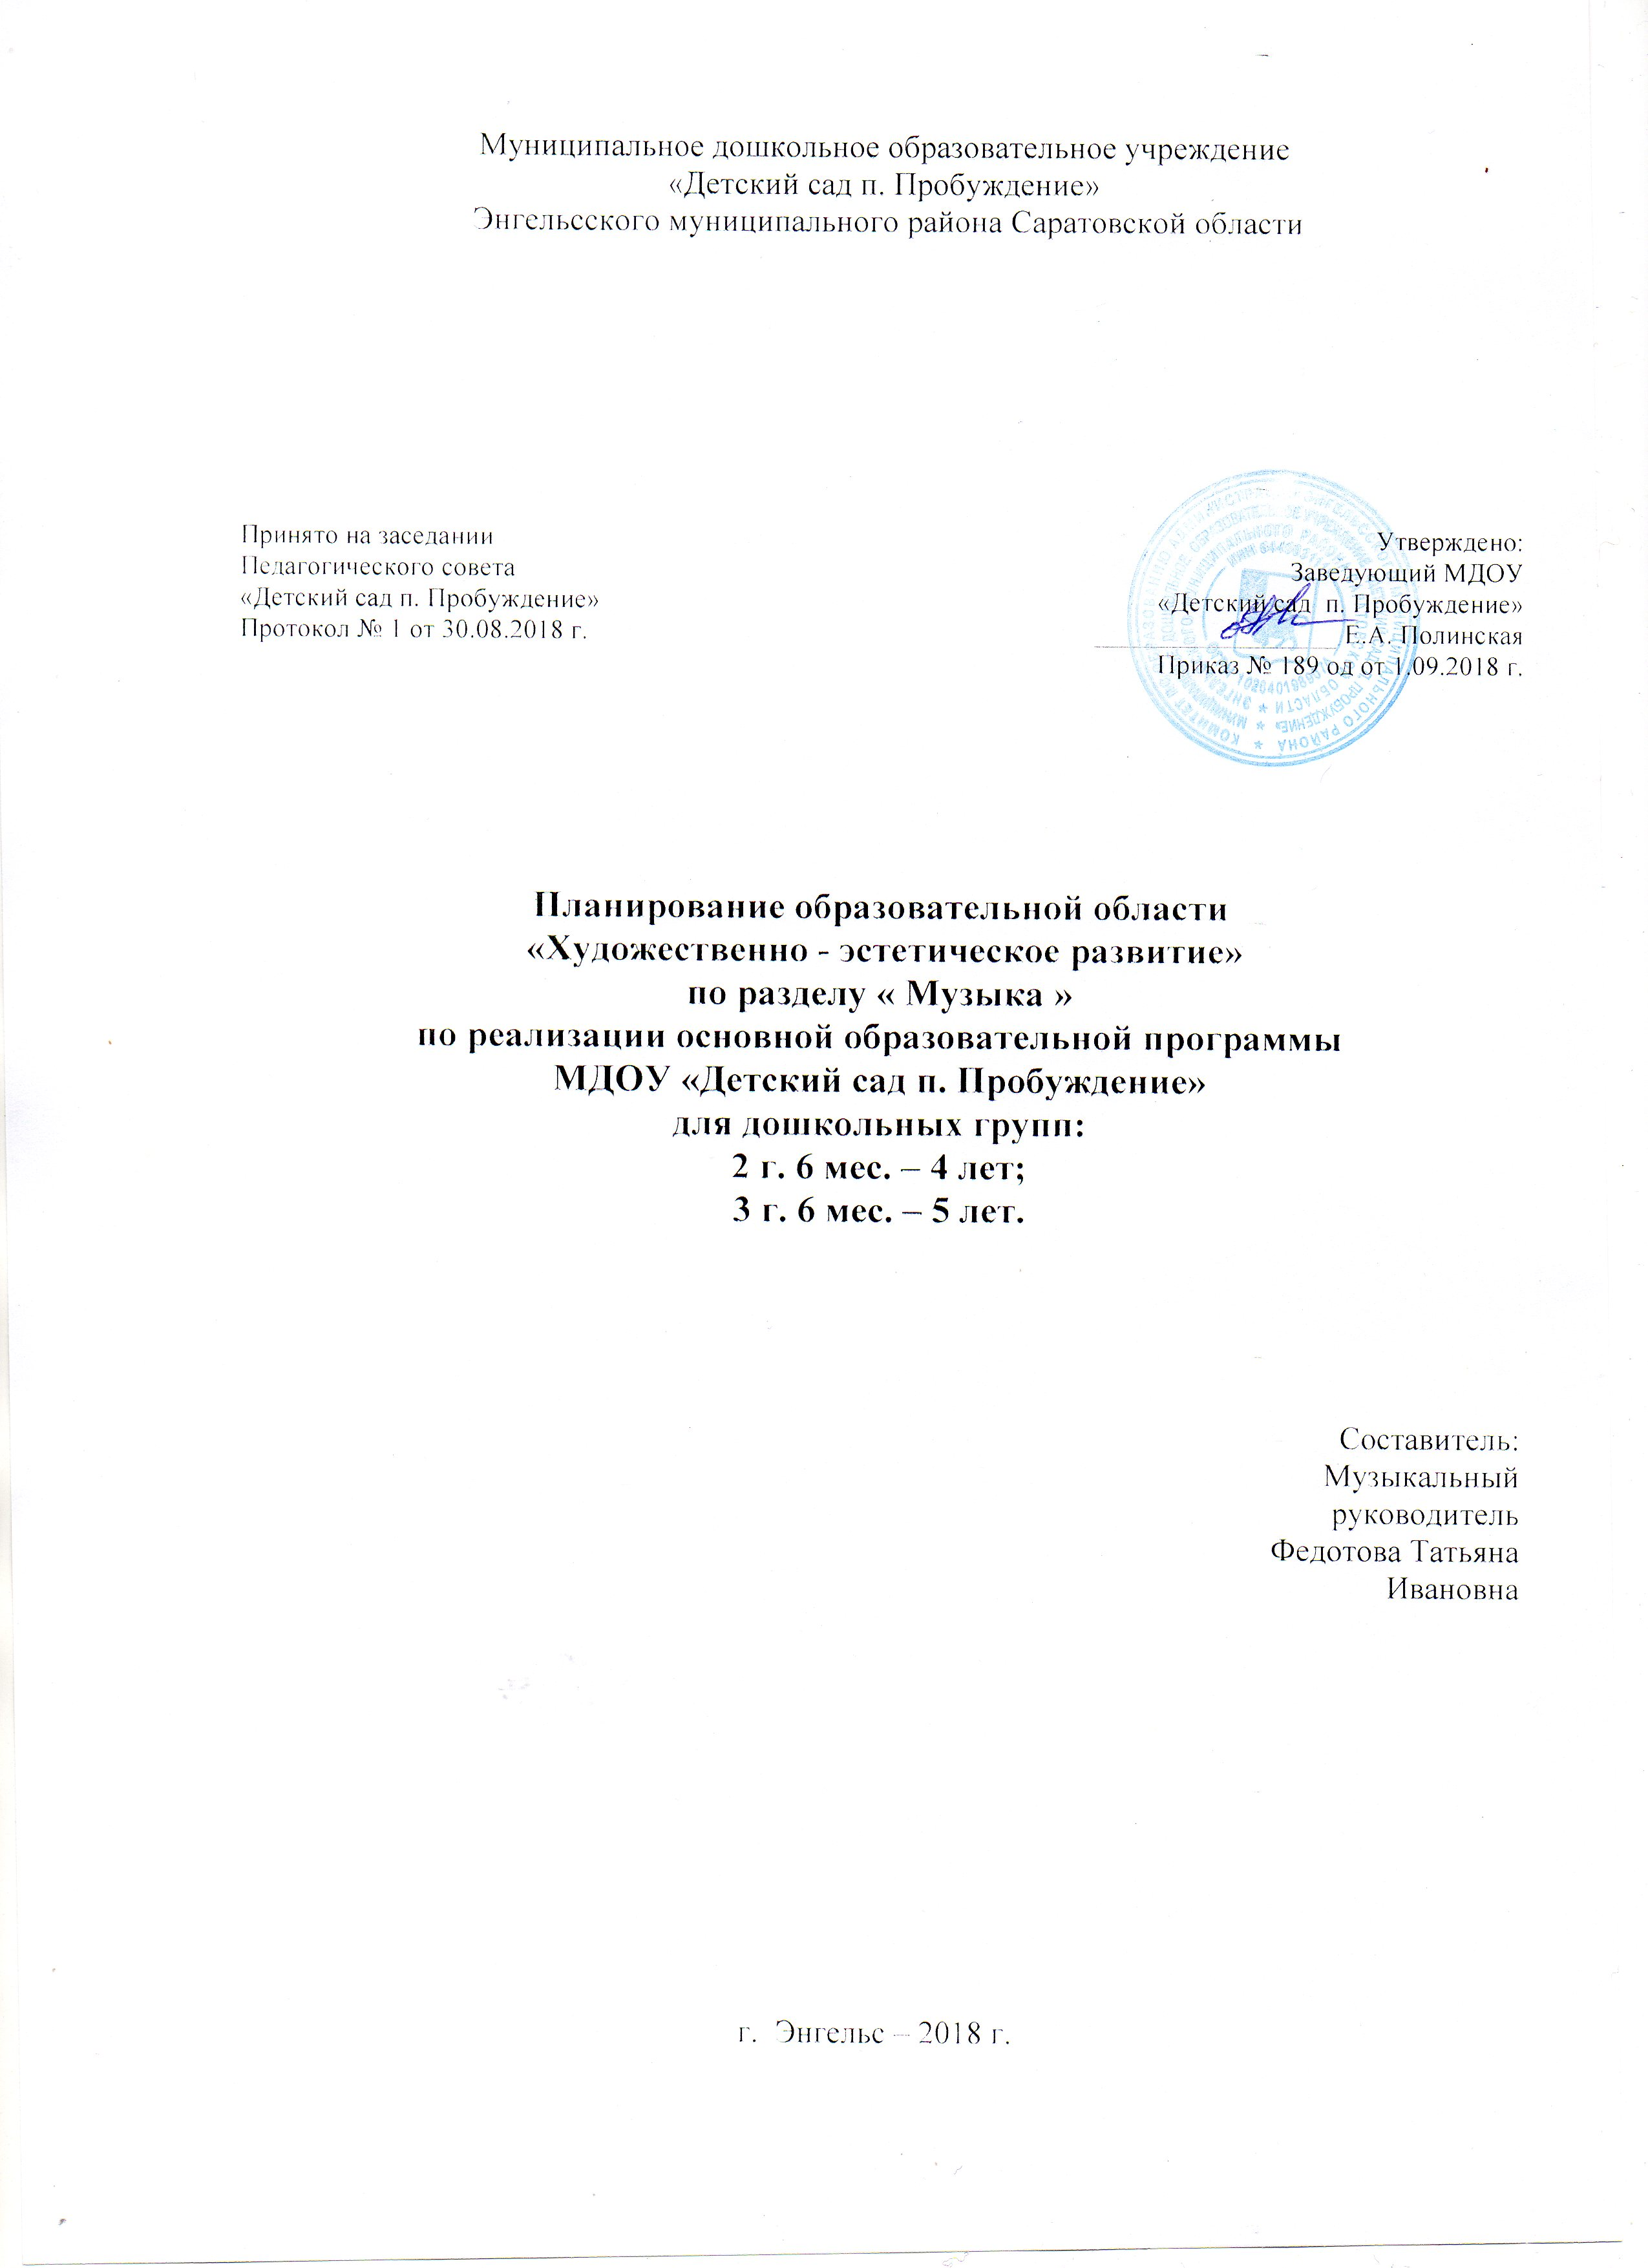 Муниципальное дошкольное образовательное учреждение
«Детский сад п. Пробуждение»
Энгельсского муниципального района Саратовской области
Принято на заседании
Педагогического совета
«Детский сад п. Пробуждение»
Протокол № 1 от 30.08.2018 г.
Утверждено:
Заведующий МДОУ
«Детский сад п. Пробуждение»
Е.А. Полинская
Приказ № 189 од от 1.09.2018 г.
Планирование образовательной области
«Художественно - эстетическое развитие»
по разделу « Музыка »
по реализации основной образовательной программы
МДОУ «Детский сад п. Пробуждение»
для дошкольных групп:
2 г. 6 мес. – 4 лет;
3 г. 6 мес. – 5 лет.
Составитель:
Музыкальный
руководитель
Федотова Татьяна
Ивановна
г. Энгельс – 2018 г.